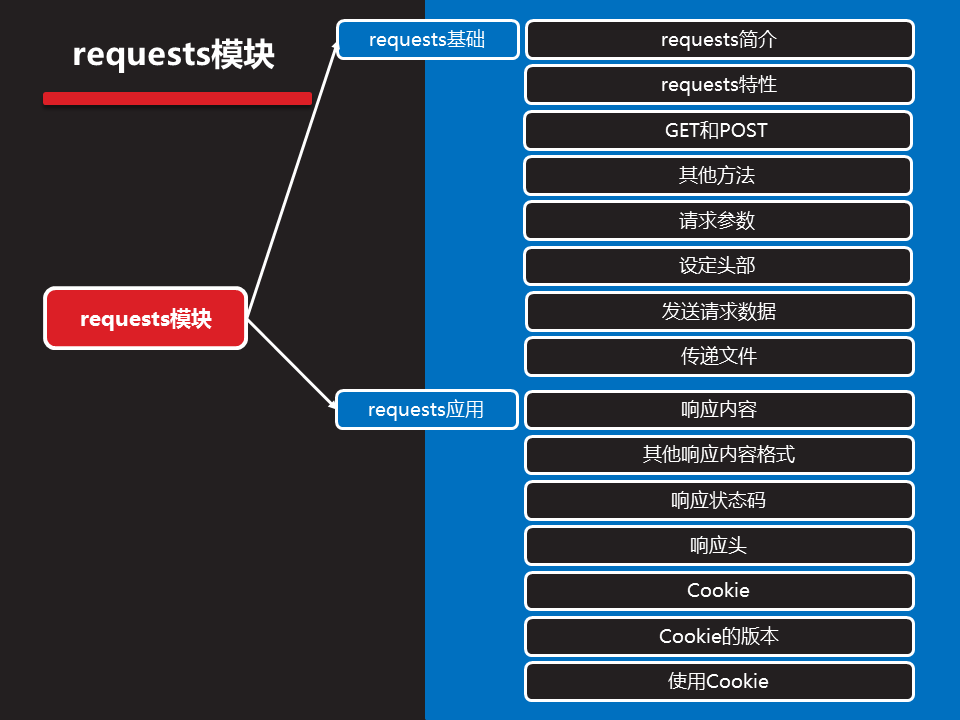 requests模块
requests模块
requests基础
requests简介
requests特性
GET和POST
其他方法
请求参数
设定头部
发送请求数据
传递文件
requests应用
响应内容
其他响应内容格式
响应状态码
响应头
Cookie
Cookie的版本
使用Cookie